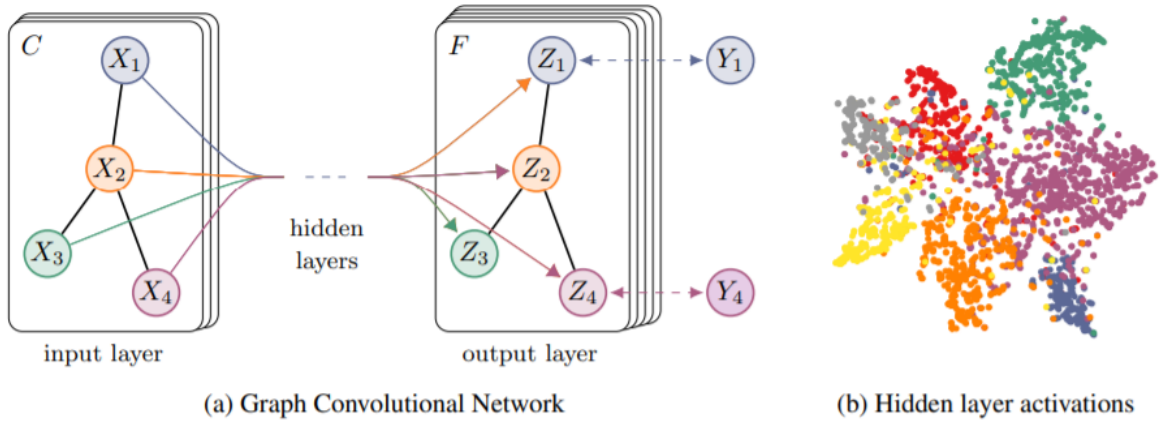 C
X₁
X₂
X₃
X₄
input layer
hidden
layers
F
Z₁
Z₂
Z₃
Z₄
output layer
Y₁
Y₄
(a) Graph Convolutional Network
(b) Hidden layer activations